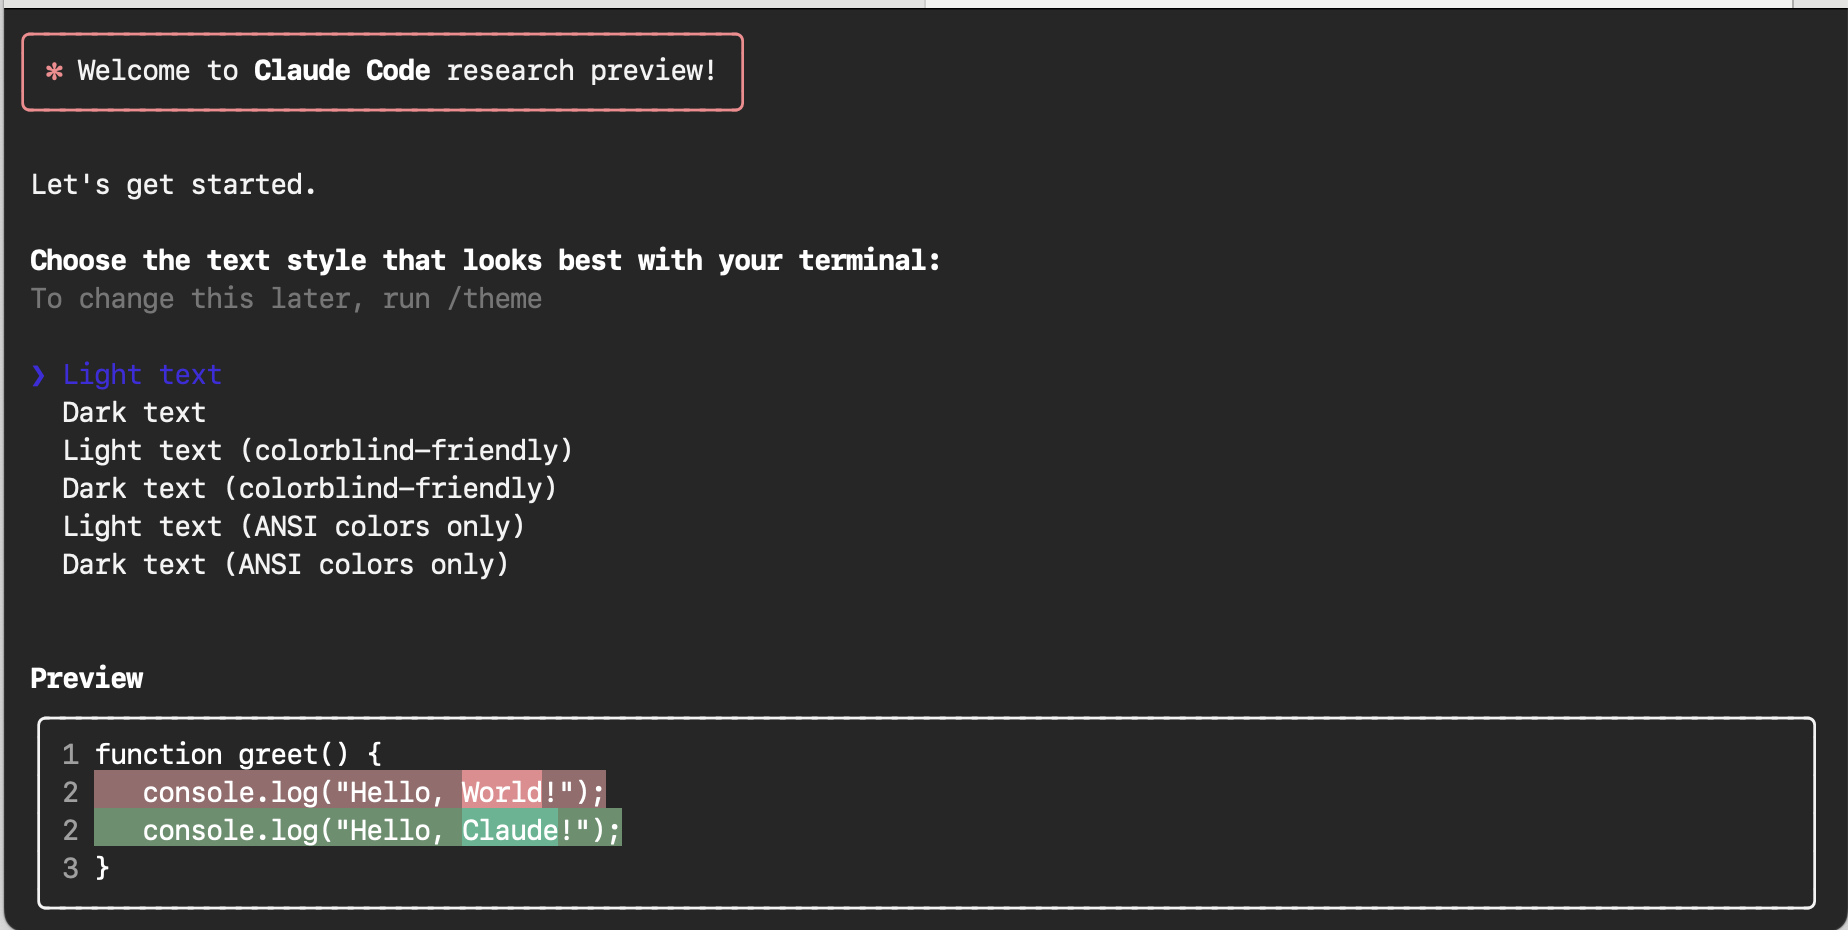 ✻ Welcome to Claude Code research preview!
Let's get started.
Choose the text style that looks best with your terminal:
To change this later, run /theme
❯ Light text
Dark text
Light text (colorblind-friendly)
Dark text (colorblind-friendly)
Light text (ANSI colors only)
Dark text (ANSI colors only)
Preview
1 function greet() {
2    console.log("Hello, World!");
2    console.log("Hello, Claude!");
3 }